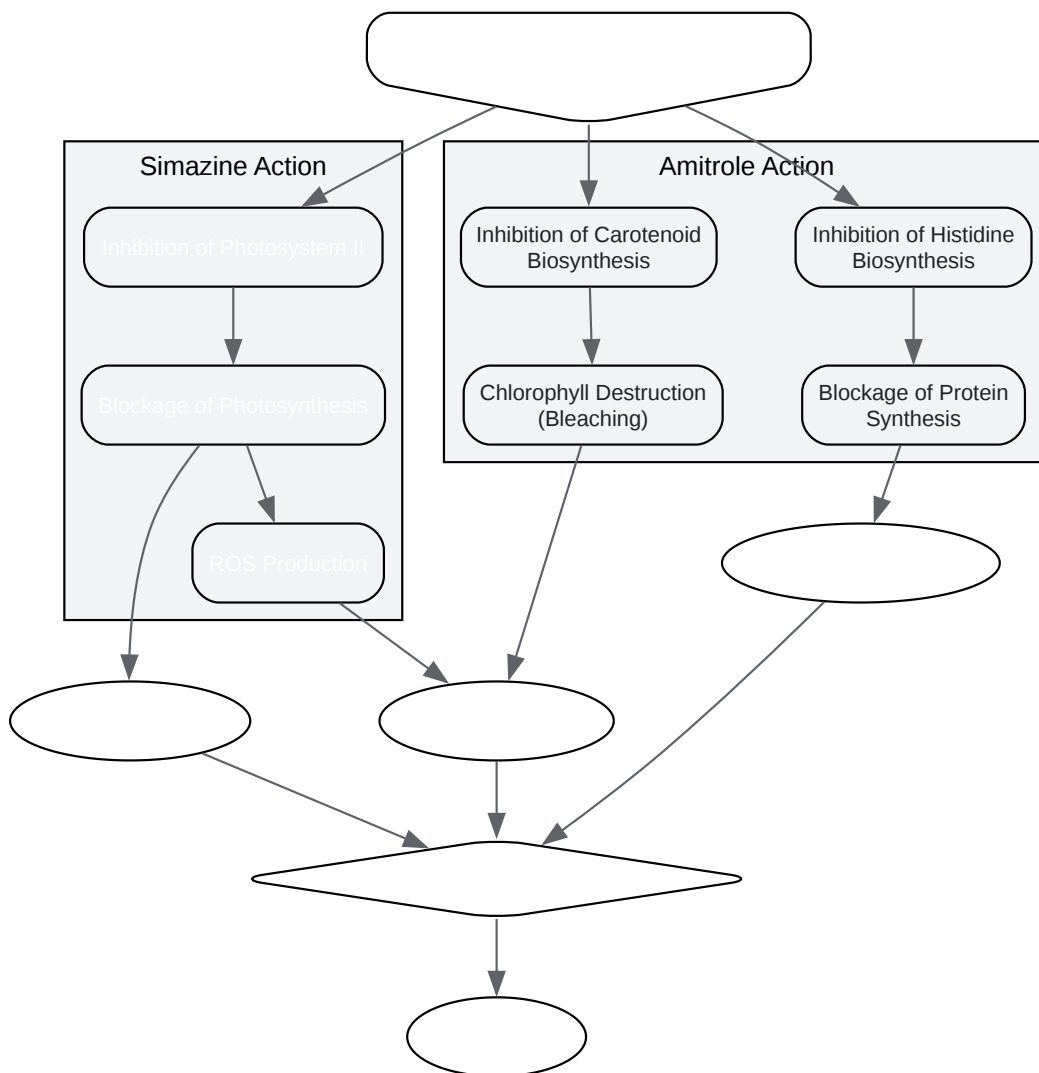 Simazine Action
Amitrole Action
Inhibition of Photosystem II
Inhibition of Carotenoid
Biosynthesis
Inhibition of Histidine
Biosynthesis
Blockage of Photosynthesis
Chlorophyll Destruction
(Bleaching)
Blockage of Protein
Synthesis
ROS Production